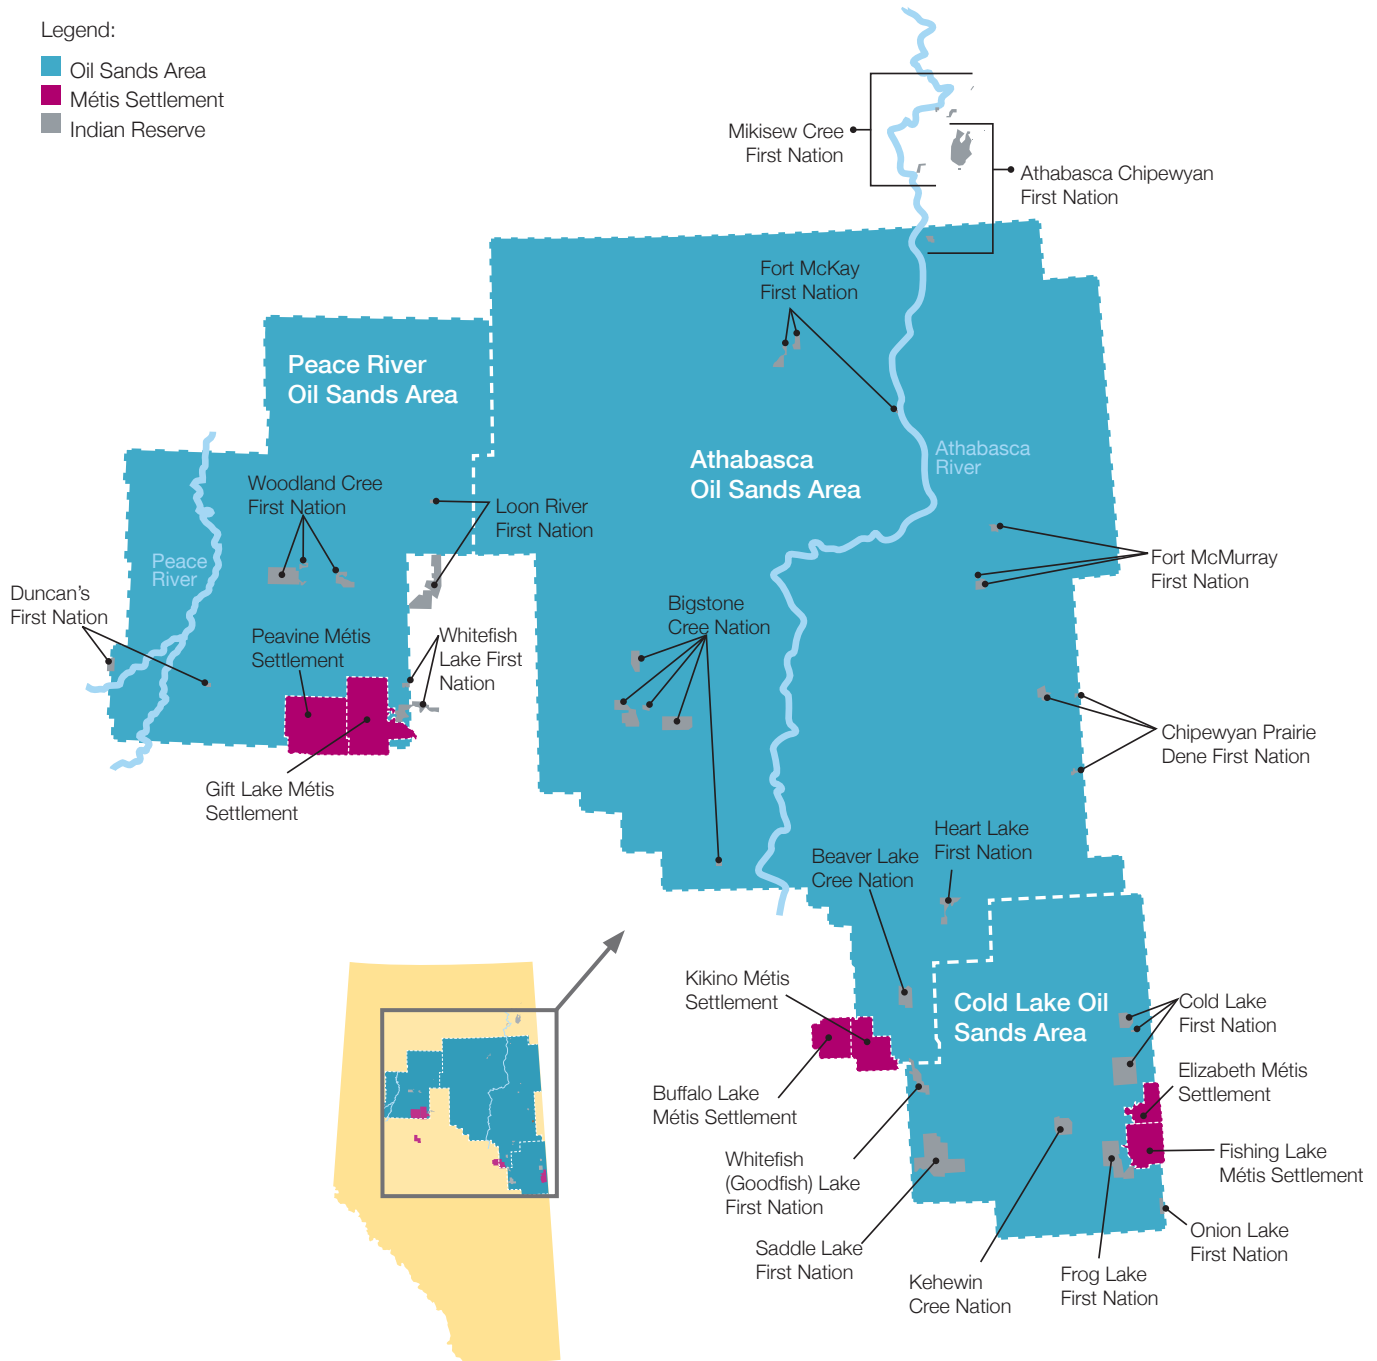 Legend:
Oil Sands Area
Métis Settlement
Indian Reserve
Mikisew Cree
First Nation
Athabasca Chipewyan
First Nation
Fort McKay
First Nation
Peace River
Oil Sands Area
Athabasca
River
Athabasca
Oil Sands Area
Woodland Cree
First Nation
Loon River
First Nation
Peace
River
Fort McMurray
First Nation
Duncan’s
First Nation
Bigstone
Cree Nation
Peavine Métis
Settlement
Whitefish
Lake First
Nation
Chipewyan Prairie
Dene First Nation
Gift Lake Métis
Settlement
Heart Lake
First Nation
Beaver Lake
Cree Nation
Kikino Métis
Settlement
Cold Lake Oil
Sands Area
Cold Lake
First Nation
Elizabeth Métis
Settlement
Buffalo Lake
Métis Settlement
Fishing Lake
Métis Settlement
Whitefish
(Goodfish) Lake
First Nation
Onion Lake
First Nation
Saddle Lake
First Nation
Kehewin
Cree Nation
Frog Lake
First Nation